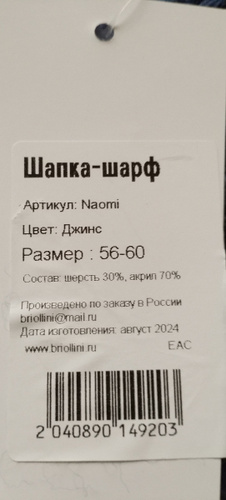 Шапка-шарф
Артикул: Naomi
Цвет: Джинс
Размер : 56-60
Состав: шерсть 30%, акрил 70%
Произведено по заказу в России
briollini@mail.ru
Дата изготовления: август 2024
www.briollini.ru EAC
2 040890 149203